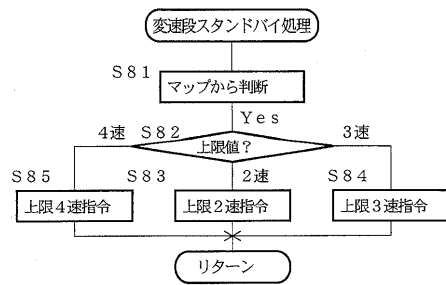 変速段スタンドバイ処理
S81
マップから判断
Yes
4速 S82 3速
上限値?
S85 S83 2速 S84
上限4速指令 上限2速指令 上限3速指令
リターン